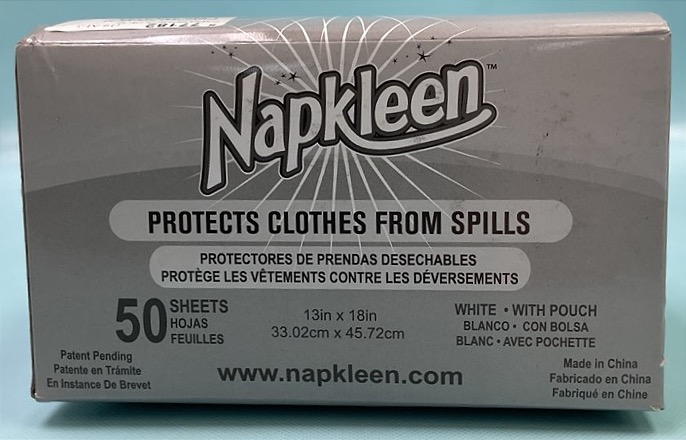 Napkleen™
PROTECTS CLOTHES FROM SPILLS
PROTECTORES DE PRENDAS DESECHABLES
PROTÈGE LES VÊTEMENTS CONTRE LES DÉVERSEMENTS
50 SHEETS
HOJAS
FEUILLES
13in x 18in
33.02cm x 45.72cm
WHITE • WITH POUCH
BLANCO • CON BOLSA
BLANC • AVEC POCHETTE
Patent Pending
Patente en Trámite
En Instance De Brevet
www.napkleen.com
Made in China
Fabricado en China
Fabriqué en Chine